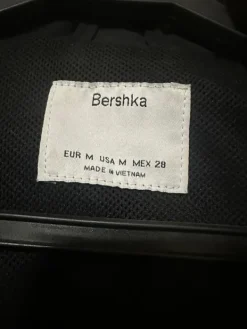 Bershka
EUR M USA M MEX 28
MADE IN VIETNAM